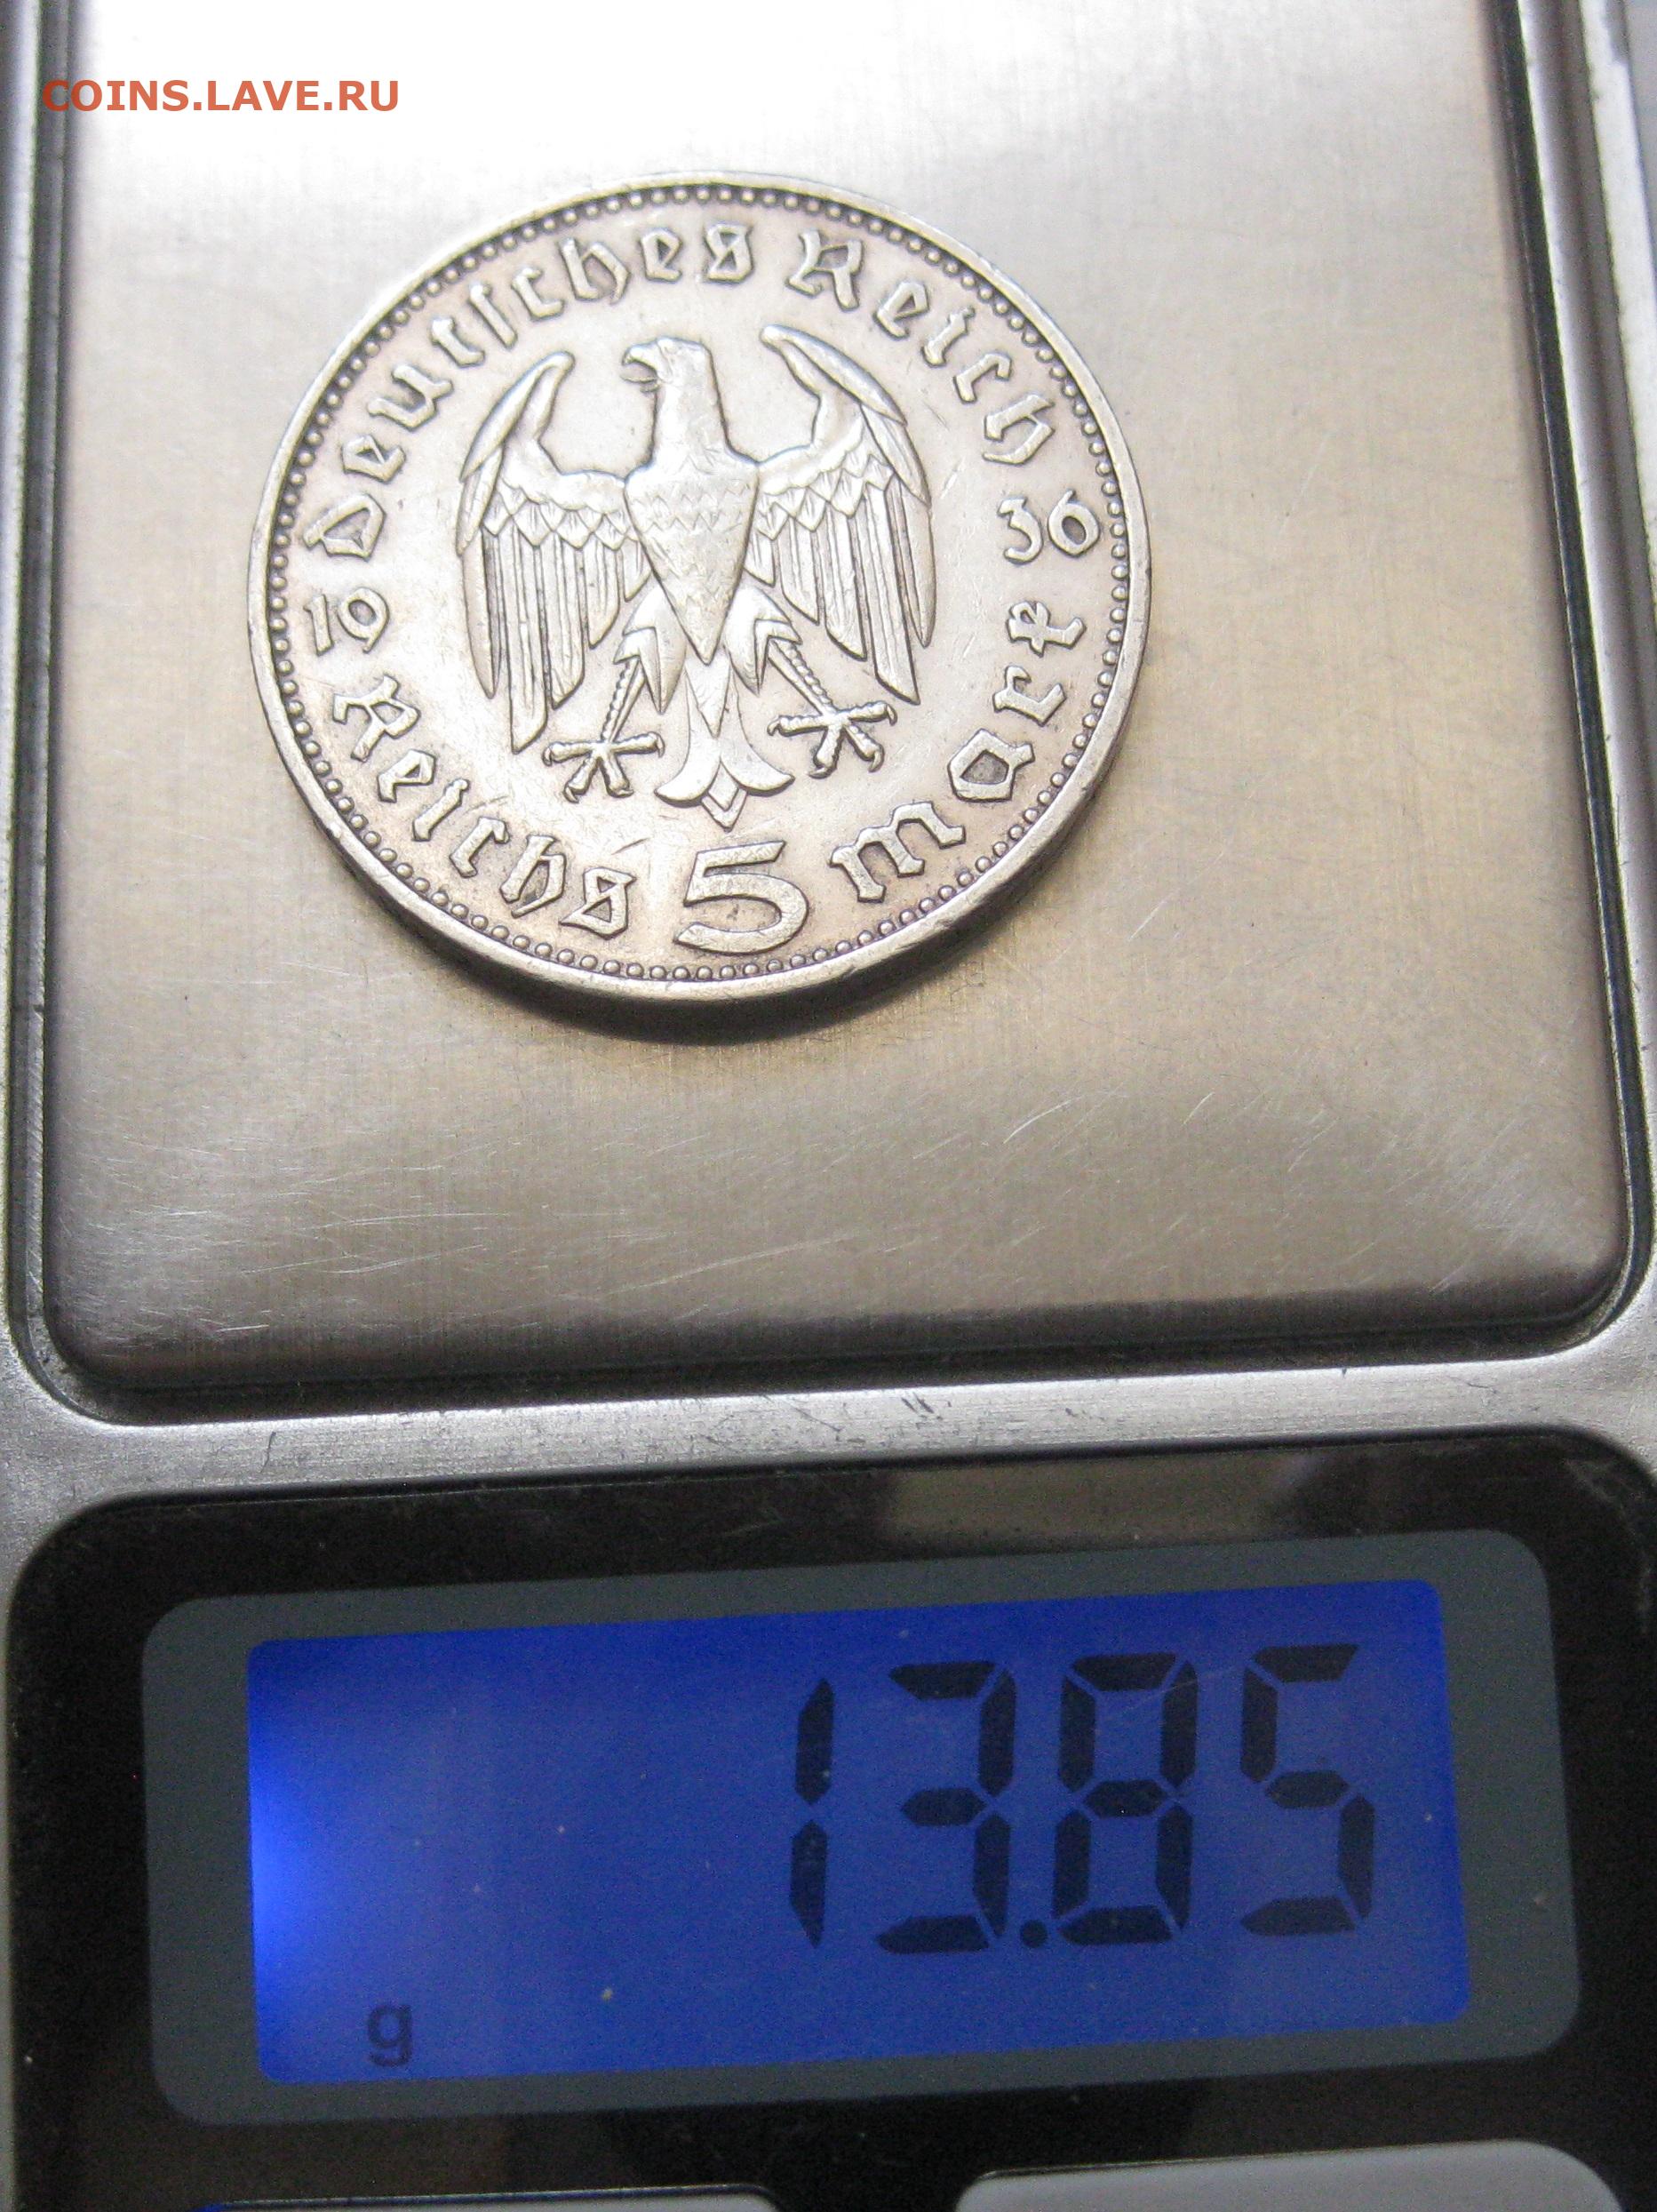 COINS.LAVE.RU
Deutsches Reich
19 36
Reichs 5 mark
13.85
g